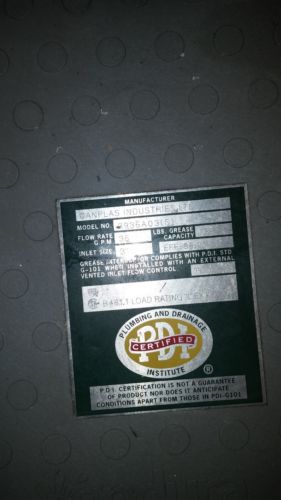 MANUFACTURER
CANPLAS INDUSTRIES LTD
MODEL NO.
FLOW RATE G.P.M. 35 LBS. GREASE CAPACITY
INLET SIZE
GREASE INTERCEPTOR COMPLIES WITH P.D.I. STD
G-101 WHEN INSTALLED WITH AN EXTERNAL
VENTED INLET FLOW CONTROL.
LOAD RATING
PLUMBING AND DRAINAGE
PDI
CERTIFIED
INSTITUTE ®
P.D.I. CERTIFICATION IS NOT A GUARANTEE
OF PRODUCT NOR DOES IT ANTICIPATE
CONDITIONS APART FROM THOSE IN PDI-G101